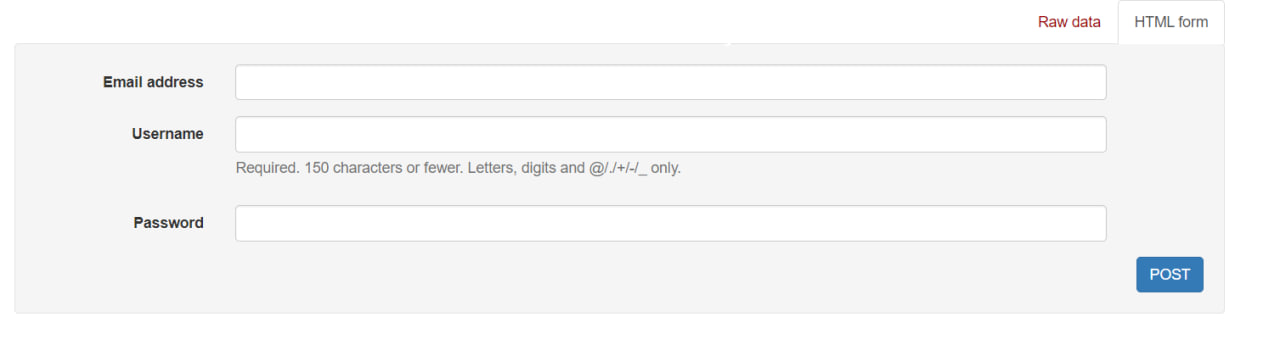 Raw data HTML form
Email address
Username
Required. 150 characters or fewer. Letters, digits and @/./+/-/_ only.
Password
POST